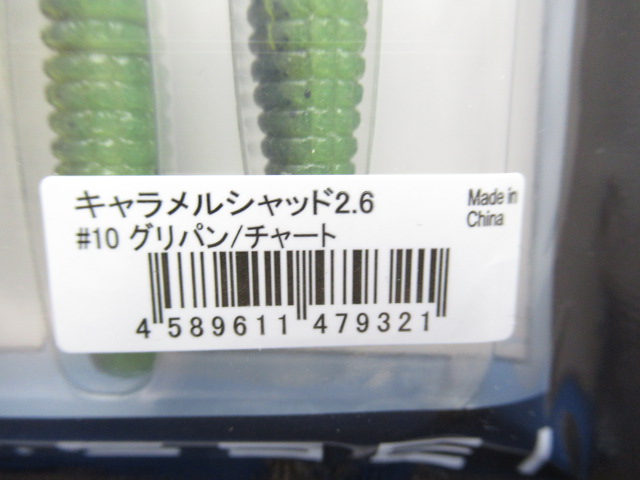 キャラメルシャッド2.6
#10 グリパン/チャート
Made in
China
4 589611 479321